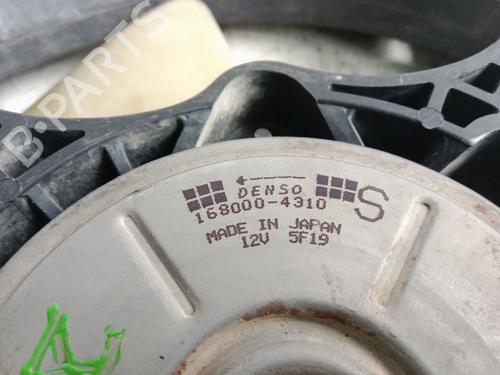 B-PARTS
DENSO S
168000-4310
MADE IN JAPAN
12V 5F19